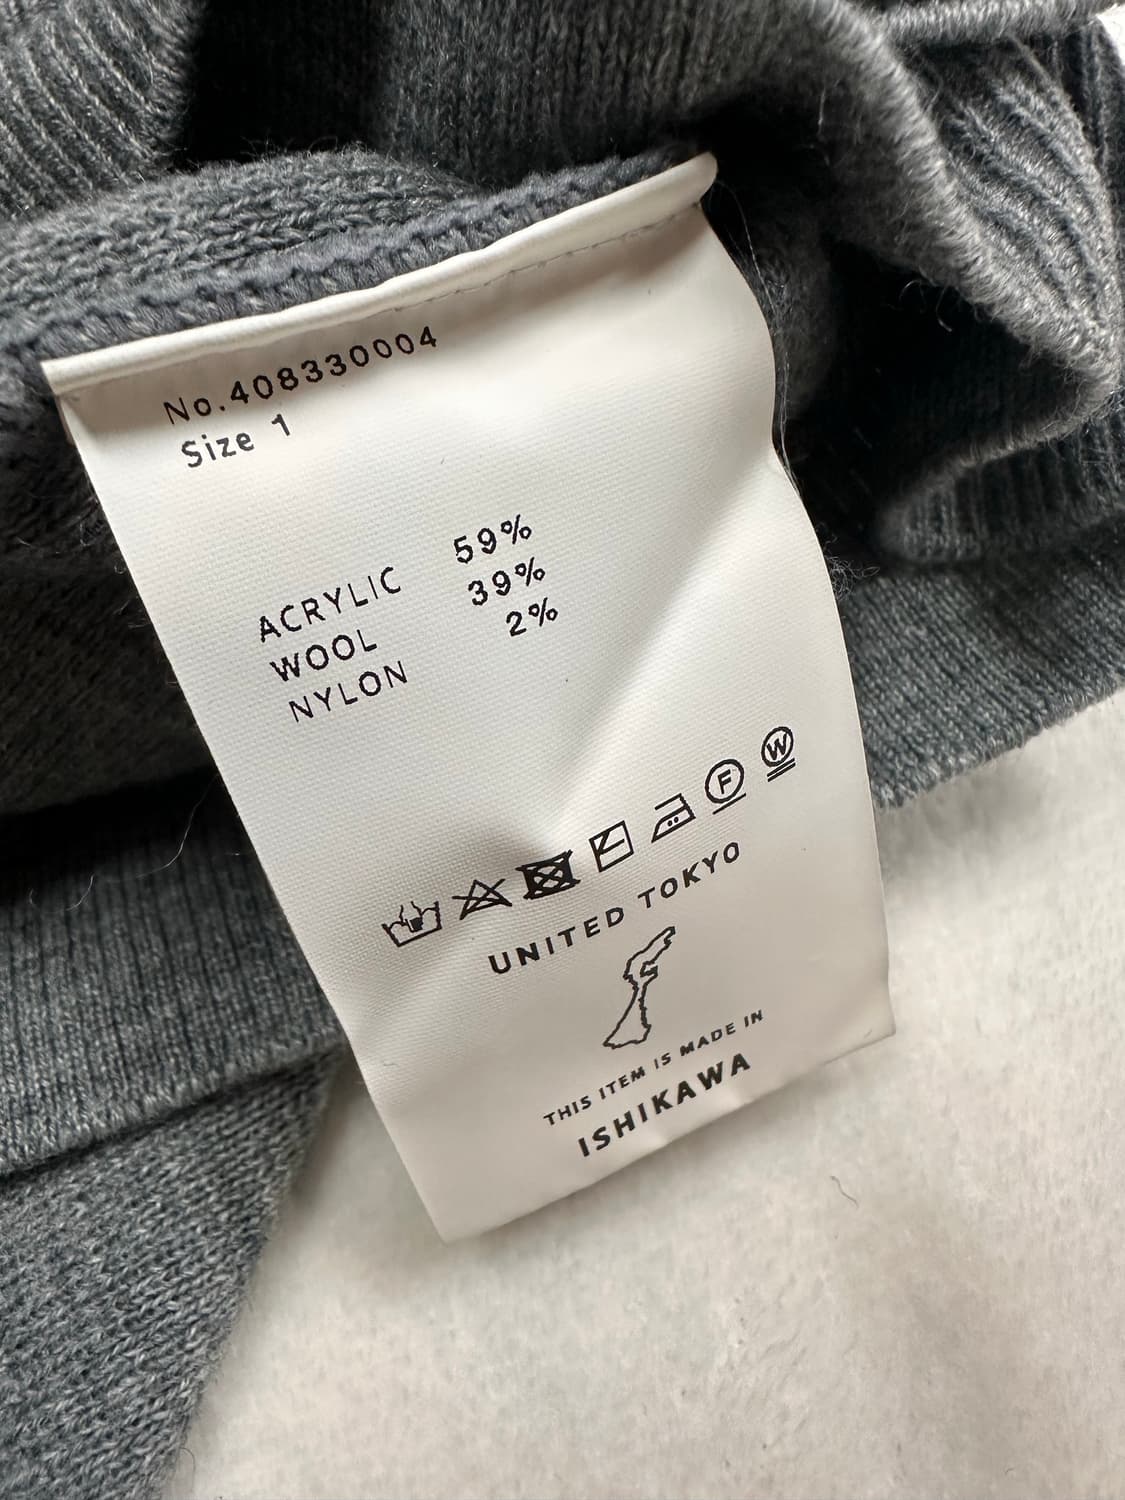 No.408330004
Size 1
ACRYLIC 59%
WOOL 39%
NYLON 2%
F W
UNITED TOKYO
THIS ITEM IS MADE IN
ISHIKAWA